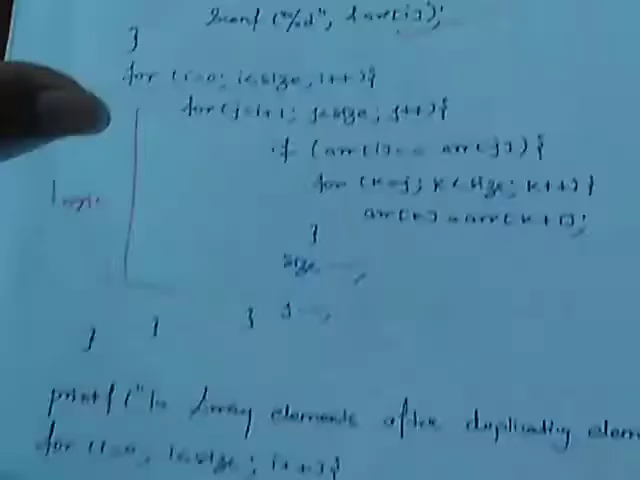 scanf ("%d", &arr[i]);
}
for (i=0; i<size; i++){
for(j=i+1; j<size; j++){
if (arr[i]== arr[j]){
for (k=j; k<size; k++){
Logic
arr[k] = arr[k+1];
}
size--;
j--;
}
}
}
printf("\n Array elements after duplicating elem
for (i=0; i<size; i++){